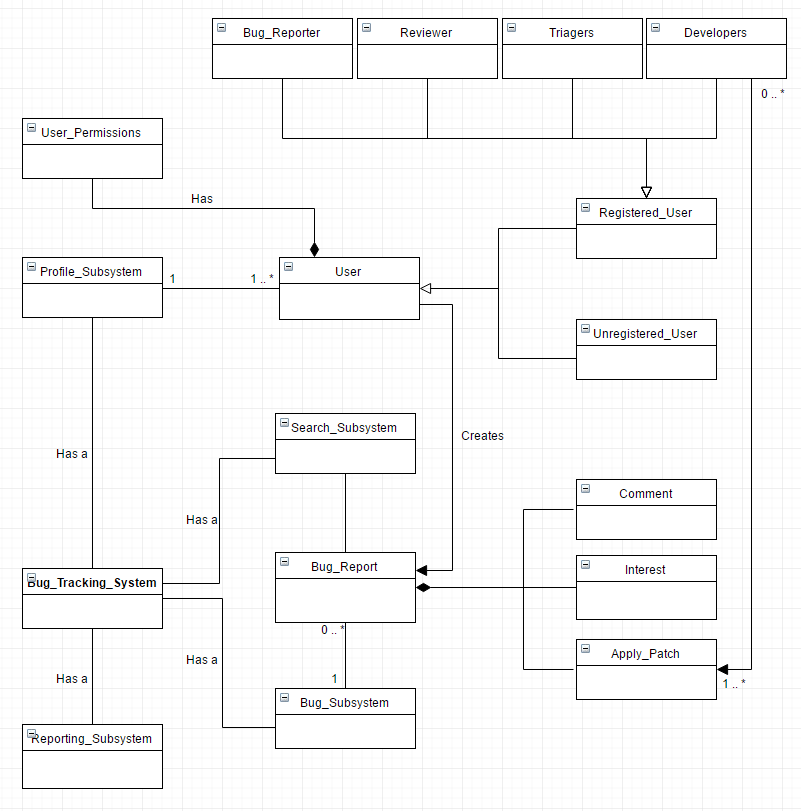 Bug_Reporter
Reviewer
Triagers
Developers
0 .. *
User_Permissions
Has
Registered_User
Profile_Subsystem
1
1 .. *
User
Unregistered_User
Search_Subsystem
Creates
Has a
Comment
Has a
Bug_Report
Interest
Bug_Tracking_System
0 .. *
Apply_Patch
Has a
Has a
1
1 .. *
Bug_Subsystem
Reporting_Subsystem